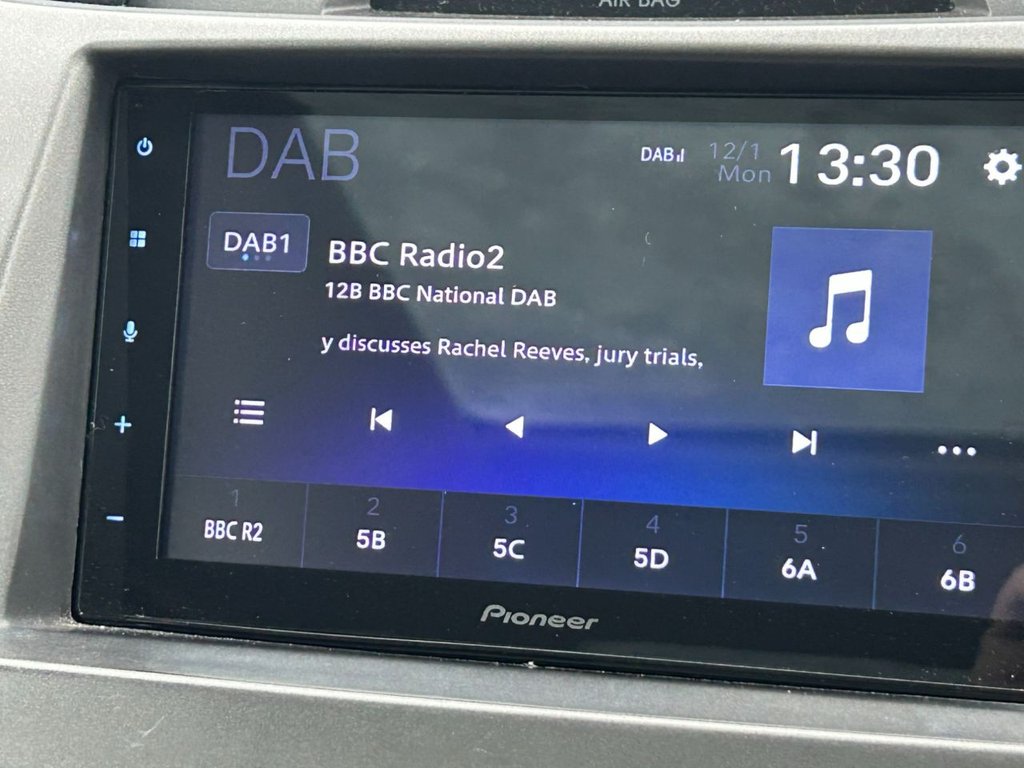 AIR BAG
DAB
DAB
12/1
Mon
13:30
DAB1
BBC Radio2
12B BBC National DAB
y discusses Rachel Reeves, jury trials,
1
BBC R2
2
5B
3
5C
4
5D
5
6A
6
6B
Pioneer